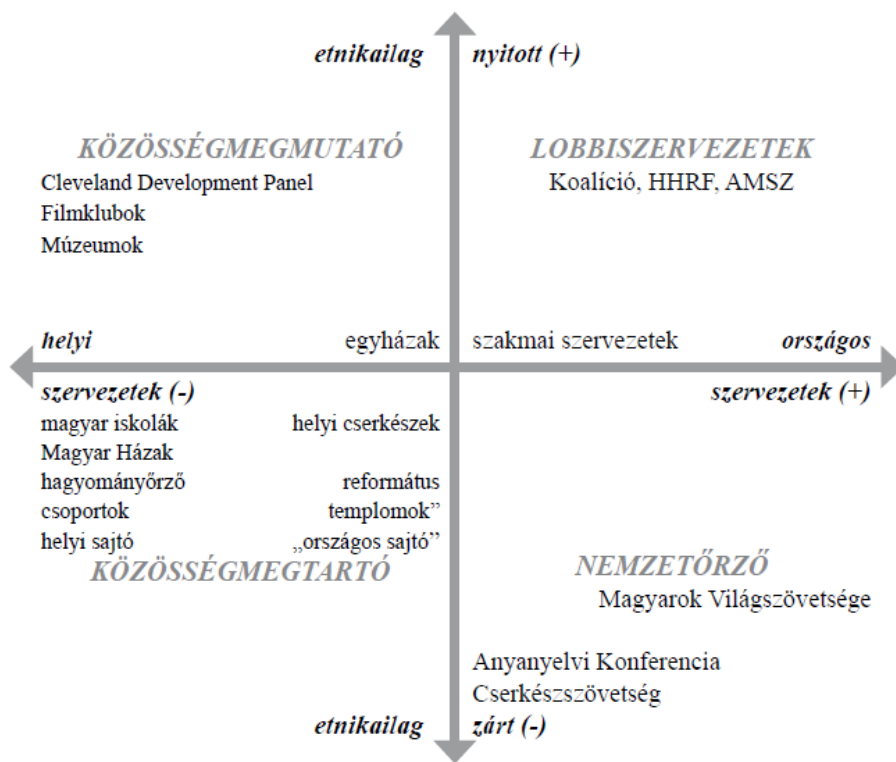 etnikailag nyitott (+)
KÖZÖSSÉGMEGMUTATÓ
Cleveland Development Panel
Filmklubok
Múzeumok
LOBBISZERVEZETEK
Koalíció, HHRF, AMSZ
helyi egyházak szakmai szervezetek országos
szervezetek (-) szervezetek (+)
magyar iskolák helyi cserkészek
Magyar Házak
hagyományőrző református
csoportok templomok”
helyi sajtó „országos sajtó”
KÖZÖSSÉGMEGTARTÓ
NEMZETŐRZŐ
Magyarok Világszövetsége
Anyanyelvi Konferencia
Cserkészszövetség
etnikailag zárt (-)